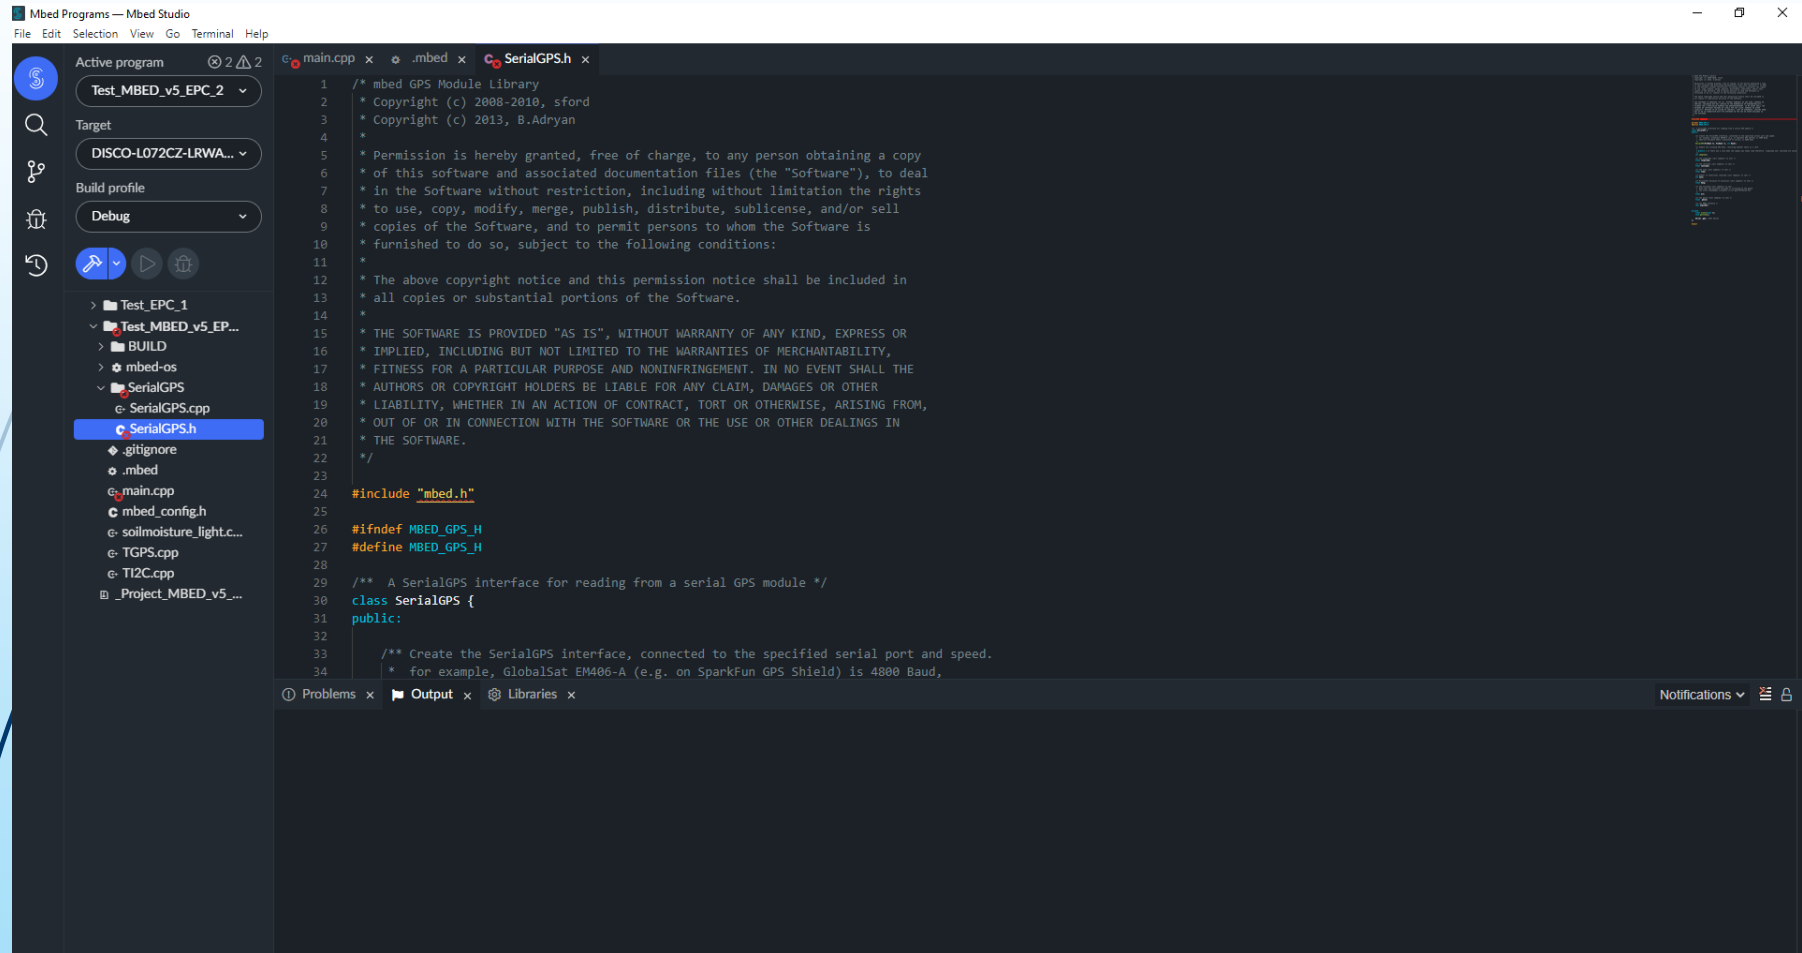 Mbed Programs — Mbed Studio
File Edit Selection View Go Terminal Help
Active program 2 2
Test_MBED_v5_EPC_2
Target
DISCO-L072CZ-LRWA...
Build profile
Debug
Test_EPC_1
Test_MBED_v5_EP...
BUILD
mbed-os
SerialGPS
SerialGPS.cpp
SerialGPS.h
.gitignore
.mbed
main.cpp
mbed_config.h
soilmoisture_light.c...
TGPS.cpp
TI2C.cpp
_Project_MBED_v5_...
main.cpp × .mbed × SerialGPS.h ×
1 /* mbed GPS Module Library
2 * Copyright (c) 2008-2010, sford
3 * Copyright (c) 2013, B.Adryan
4 *
5 * Permission is hereby granted, free of charge, to any person obtaining a copy
6 * of this software and associated documentation files (the "Software"), to deal
7 * in the Software without restriction, including without limitation the rights
8 * to use, copy, modify, merge, publish, distribute, sublicense, and/or sell
9 * copies of the Software, and to permit persons to whom the Software is
10 * furnished to do so, subject to the following conditions:
11 *
12 * The above copyright notice and this permission notice shall be included in
13 * all copies or substantial portions of the Software.
14 *
15 * THE SOFTWARE IS PROVIDED "AS IS", WITHOUT WARRANTY OF ANY KIND, EXPRESS OR
16 * IMPLIED, INCLUDING BUT NOT LIMITED TO THE WARRANTIES OF MERCHANTABILITY,
17 * FITNESS FOR A PARTICULAR PURPOSE AND NONINFRINGEMENT. IN NO EVENT SHALL THE
18 * AUTHORS OR COPYRIGHT HOLDERS BE LIABLE FOR ANY CLAIM, DAMAGES OR OTHER
19 * LIABILITY, WHETHER IN AN ACTION OF CONTRACT, TORT OR OTHERWISE, ARISING FROM,
20 * OUT OF OR IN CONNECTION WITH THE SOFTWARE OR THE USE OR OTHER DEALINGS IN
21 * THE SOFTWARE.
22 */
23
24 #include "mbed.h"
25
26 #ifndef MBED_GPS_H
27 #define MBED_GPS_H
28
29 /** A SerialGPS interface for reading from a serial GPS module */
30 class SerialGPS {
31 public:
32
33 /** Create the SerialGPS interface, connected to the specified serial port and speed.
34 * for example, GlobalSat EM406-A (e.g. on SparkFun GPS Shield) is 4800 Baud,
Problems × Output × Libraries × Notifications